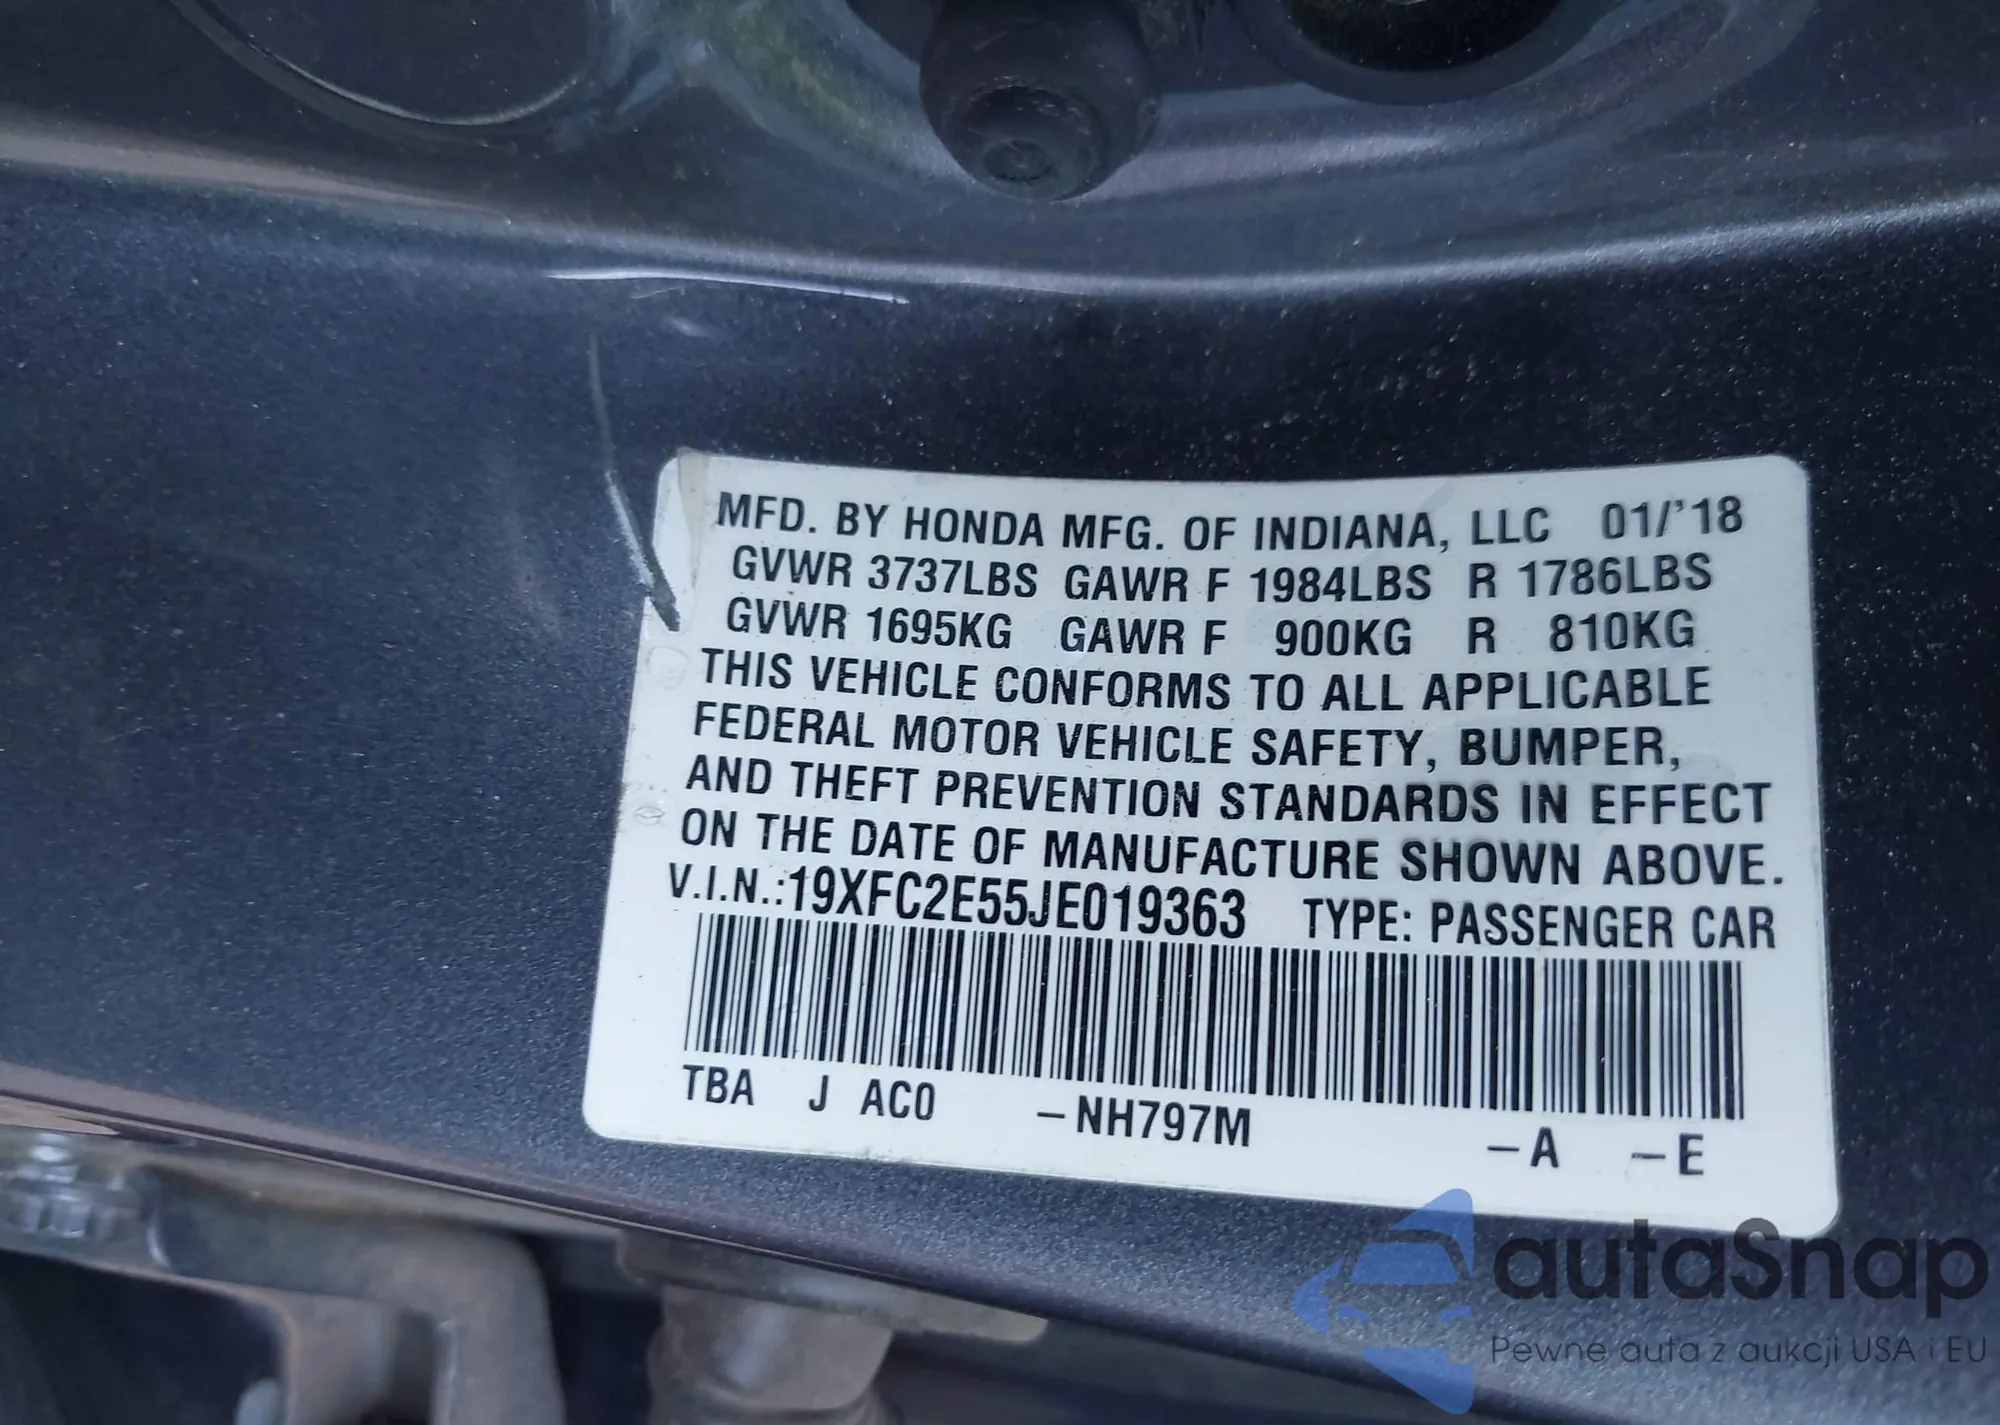 MFD. BY HONDA MFG. OF INDIANA, LLC 01/'18
GVWR 3737LBS GAWR F 1984LBS R 1786LBS
GVWR 1695KG GAWR F 900KG R 810KG
THIS VEHICLE CONFORMS TO ALL APPLICABLE
FEDERAL MOTOR VEHICLE SAFETY, BUMPER,
AND THEFT PREVENTION STANDARDS IN EFFECT
ON THE DATE OF MANUFACTURE SHOWN ABOVE.
V.I.N.:19XFC2E55JE019363 TYPE: PASSENGER CAR
TBA J AC0 -NH797M -A -E
autaSnap
Pewne auta z aukcji USA i EU